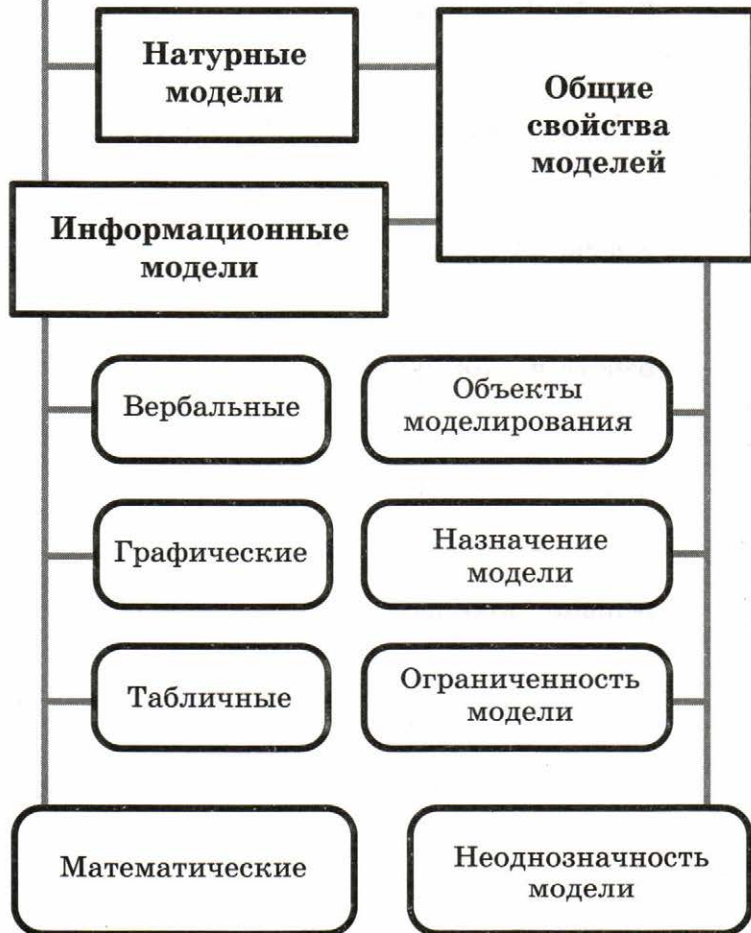 Натурные
модели
Общие
свойства
моделей
Информационные
модели
Вербальные
Объекты
моделирования
Графические
Назначение
модели
Табличные
Ограниченность
модели
Математические
Неоднозначность
модели